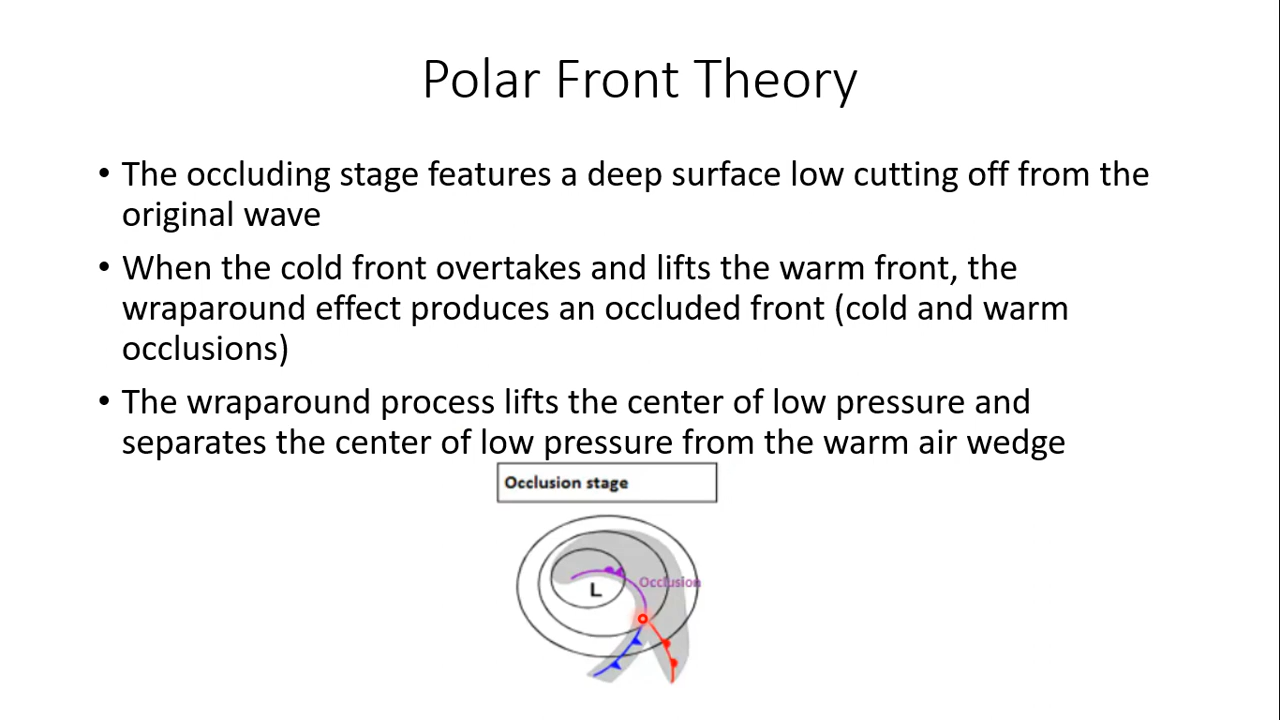 Polar Front Theory
• The occluding stage features a deep surface low cutting off from the
original wave
• When the cold front overtakes and lifts the warm front, the
wraparound effect produces an occluded front (cold and warm
occlusions)
• The wraparound process lifts the center of low pressure and
separates the center of low pressure from the warm air wedge
Occlusion stage
Occlusion
L